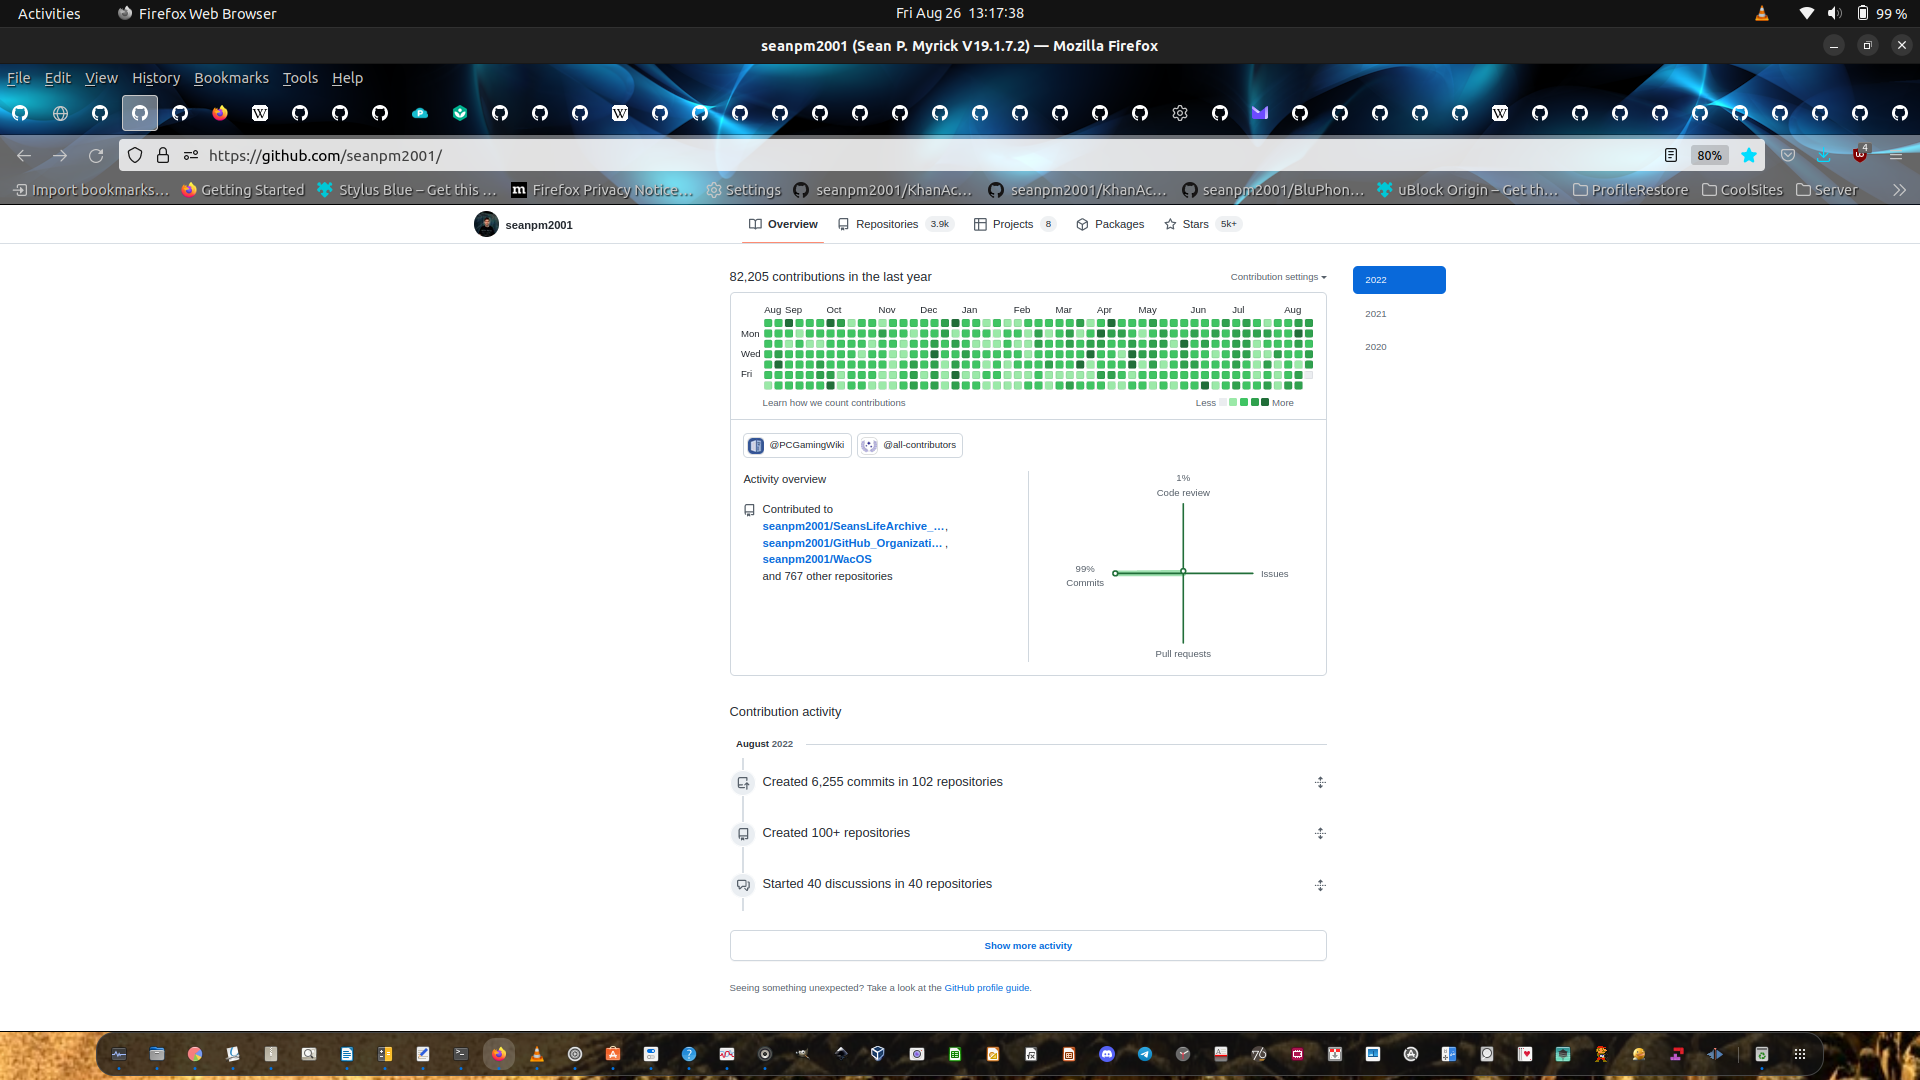 Activities Firefox Web Browser Fri Aug 26 13:17:38 99 %
seanpm2001 (Sean P. Myrick V19.1.7.2) — Mozilla Firefox
File Edit View History Bookmarks Tools Help
https://github.com/seanpm2001/ 80% 4
Import bookmarks… Getting Started Stylus Blue – Get this … Firefox Privacy Notice… Settings seanpm2001/KhanAc… seanpm2001/KhanAc… seanpm2001/BluPhon… uBlock Origin – Get th… ProfileRestore CoolSites Server
seanpm2001 Overview Repositories 3.9k Projects 8 Packages Stars 5k+
82,205 contributions in the last year Contribution settings 2022
2021
2020
Aug Sep Oct Nov Dec Jan Feb Mar Apr May Jun Jul Aug
Mon
Wed
Fri
Learn how we count contributions Less More
@PCGamingWiki @all-contributors
Activity overview
Contributed to
seanpm2001/SeansLifeArchive_…,
seanpm2001/GitHub_Organizati… ,
seanpm2001/WacOS
and 767 other repositories
1%
Code review
99%
Commits
Issues
Pull requests
Contribution activity
August 2022
Created 6,255 commits in 102 repositories
Created 100+ repositories
Started 40 discussions in 40 repositories
Show more activity
Seeing something unexpected? Take a look at the GitHub profile guide.
76